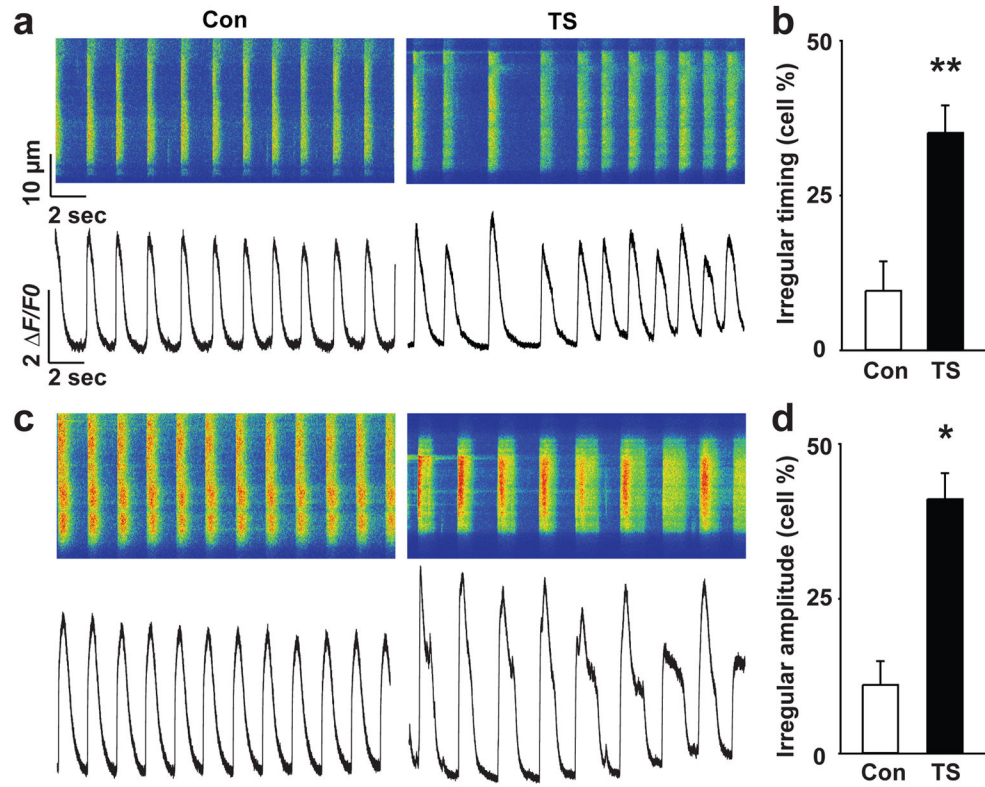 a
Con
TS
10 µm
2 sec
2 ΔF/F0
2 sec
b
Irregular timing (cell %)
50
25
0
**
Con
TS
c
d
Irregular amplitude (cell %)
50
25
0
*
Con
TS